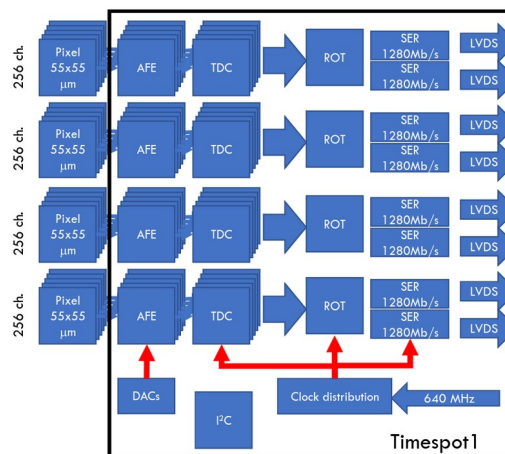 256 ch.
Pixel
55x55
µm
AFE
TDC
ROT
SER
1280Mb/s
SER
1280Mb/s
LVDS
LVDS
256 ch.
Pixel
55x55
µm
AFE
TDC
ROT
SER
1280Mb/s
SER
1280Mb/s
LVDS
LVDS
256 ch.
Pixel
55x55
µm
AFE
TDC
ROT
SER
1280Mb/s
SER
1280Mb/s
LVDS
LVDS
256 ch.
Pixel
55x55
µm
AFE
TDC
ROT
SER
1280Mb/s
SER
1280Mb/s
LVDS
LVDS
DACs
I²C
Clock distribution
640 MHz
Timespot1